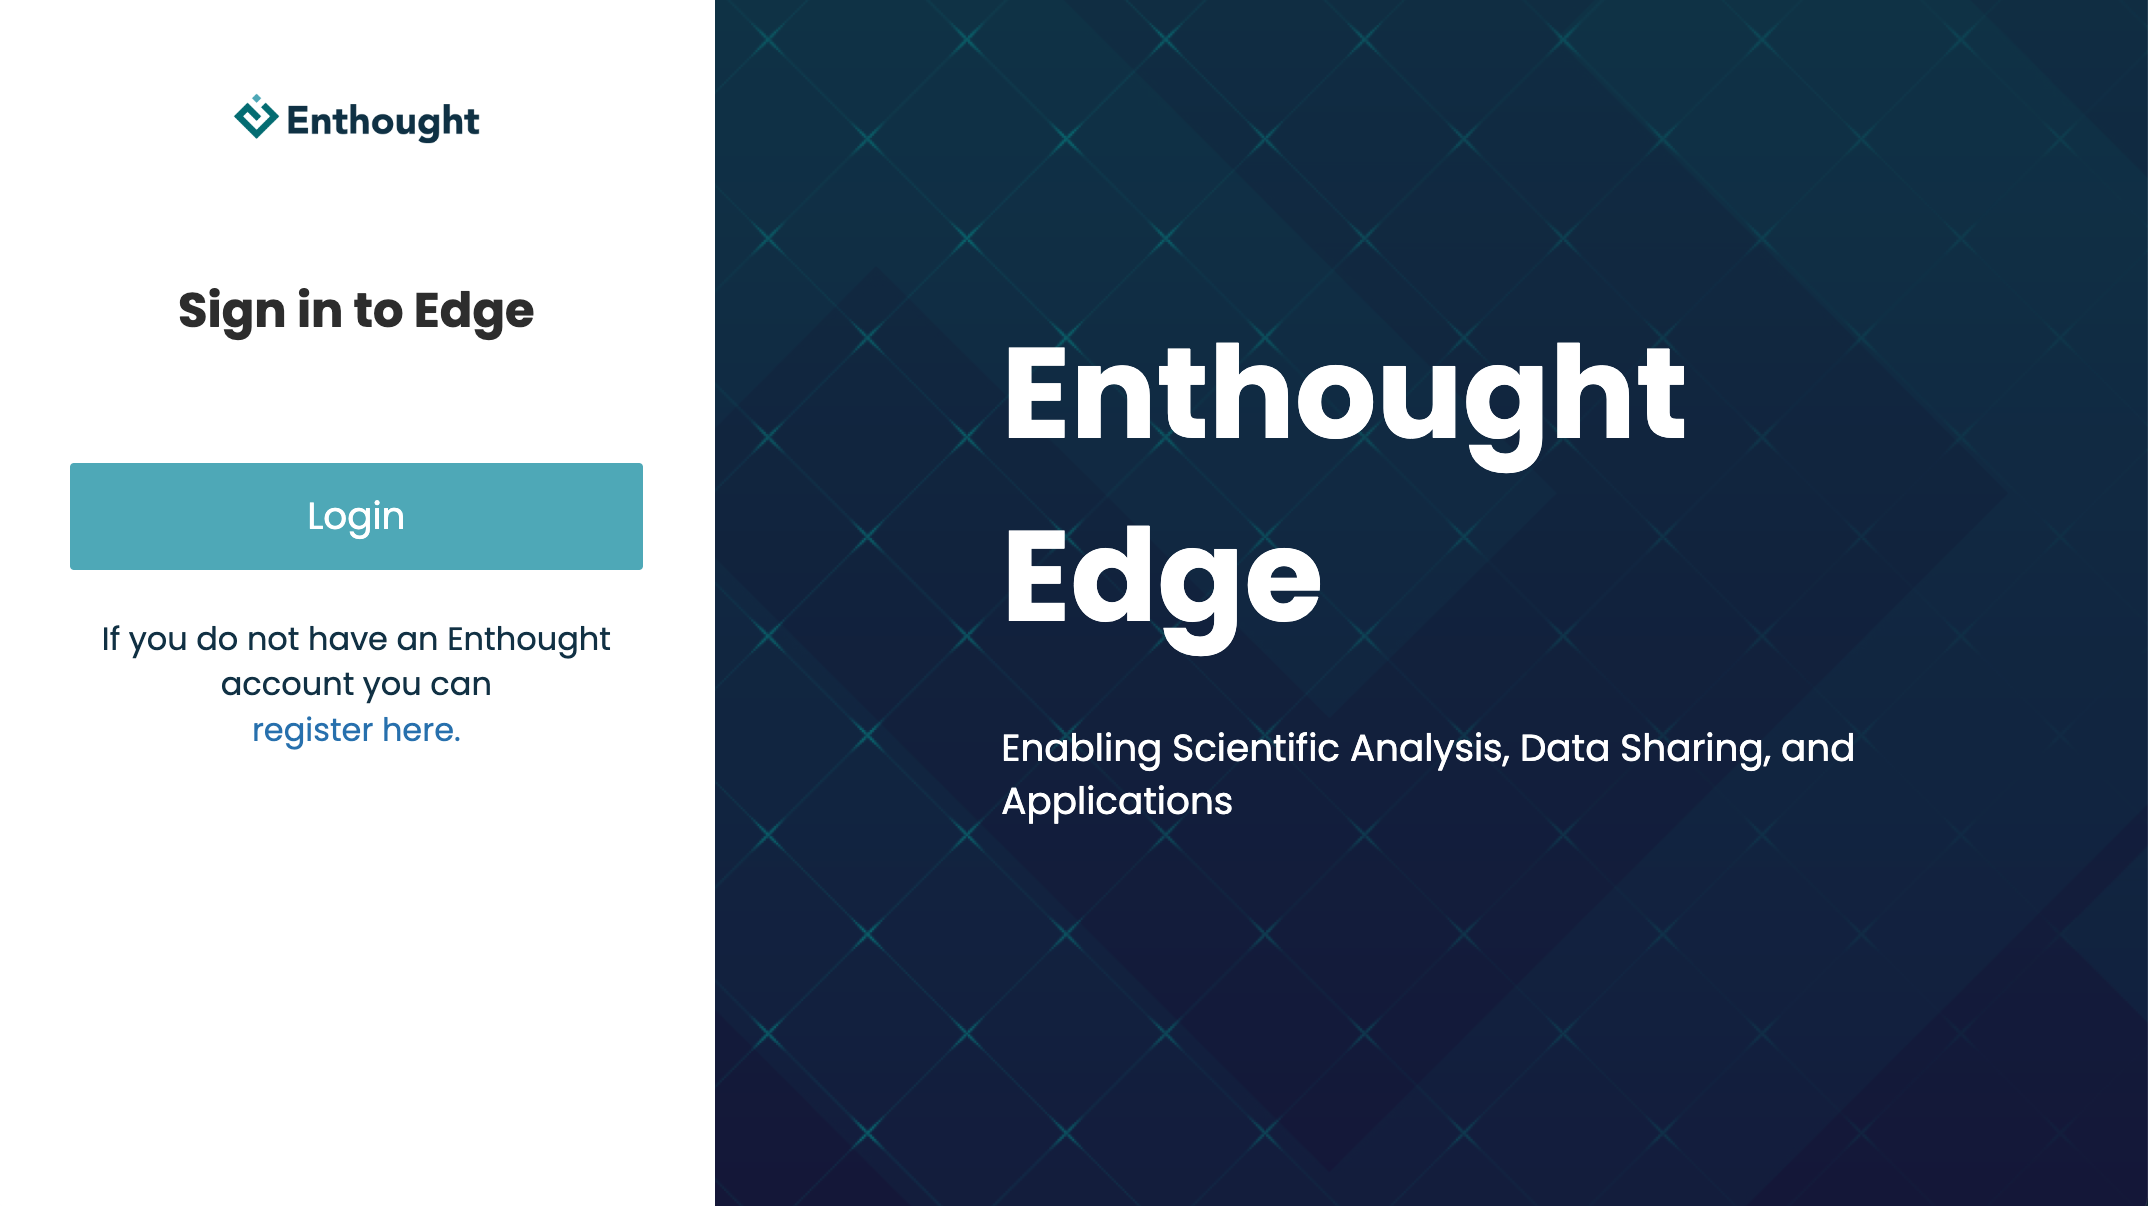 Enthought
Sign in to Edge
Login
If you do not have an Enthought
account you can
register here.
Enthought
Edge
Enabling Scientific Analysis, Data Sharing, and
Applications